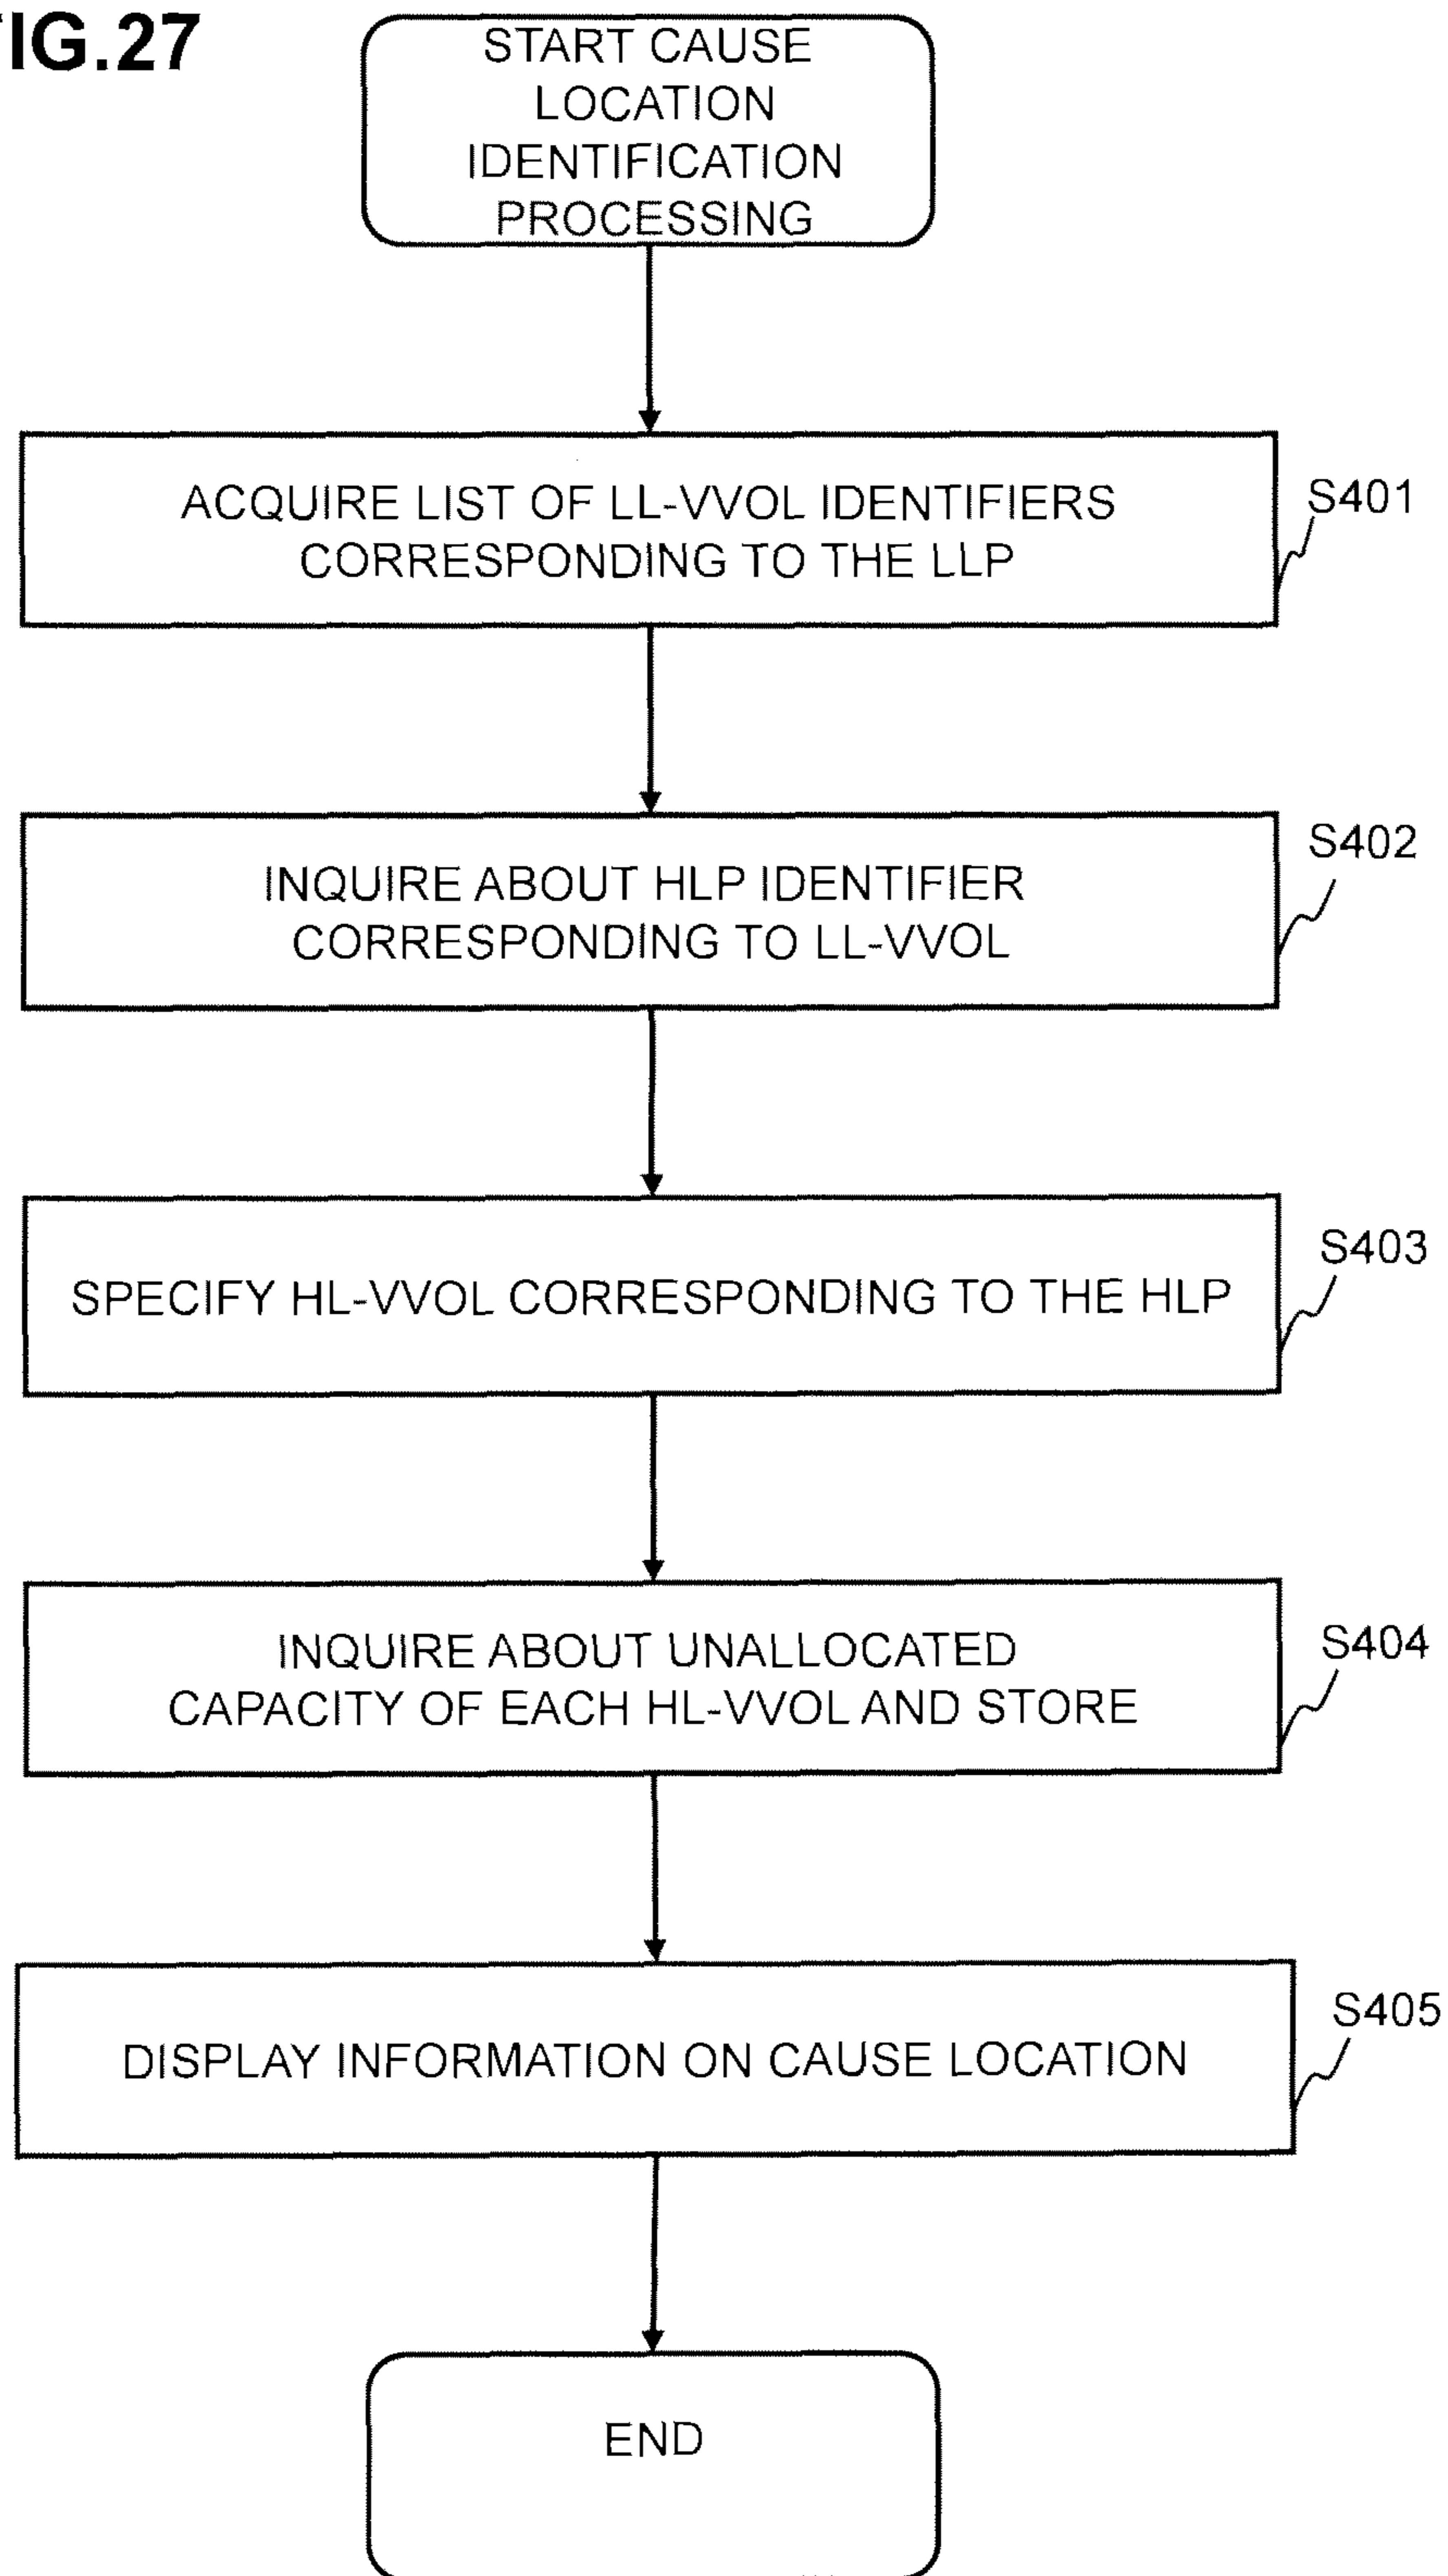 FIG.27
START CAUSE
LOCATION
IDENTIFICATION
PROCESSING
ACQUIRE LIST OF LL-VVOL IDENTIFIERS
CORRESPONDING TO THE LLP
S401
INQUIRE ABOUT HLP IDENTIFIER
CORRESPONDING TO LL-VVOL
S402
SPECIFY HL-VVOL CORRESPONDING TO THE HLP
S403
INQUIRE ABOUT UNALLOCATED
CAPACITY OF EACH HL-VVOL AND STORE
S404
DISPLAY INFORMATION ON CAUSE LOCATION
S405
END